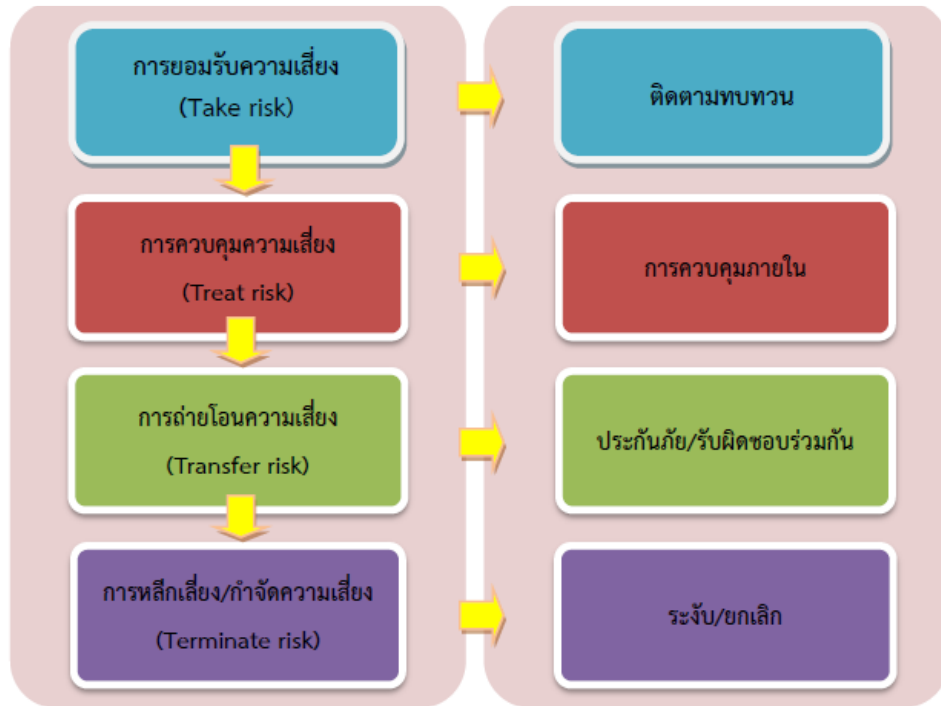 การยอมรับความเสี่ยง
(Take risk)
ติดตามทบทวน
การควบคุมความเสี่ยง
(Treat risk)
การควบคุมภายใน
การถ่ายโอนความเสี่ยง
(Transfer risk)
ประกันภัย/รับผิดชอบร่วมกัน
การหลีกเลี่ยง/กำจัดความเสี่ยง
(Terminate risk)
ระงับ/ยกเลิก